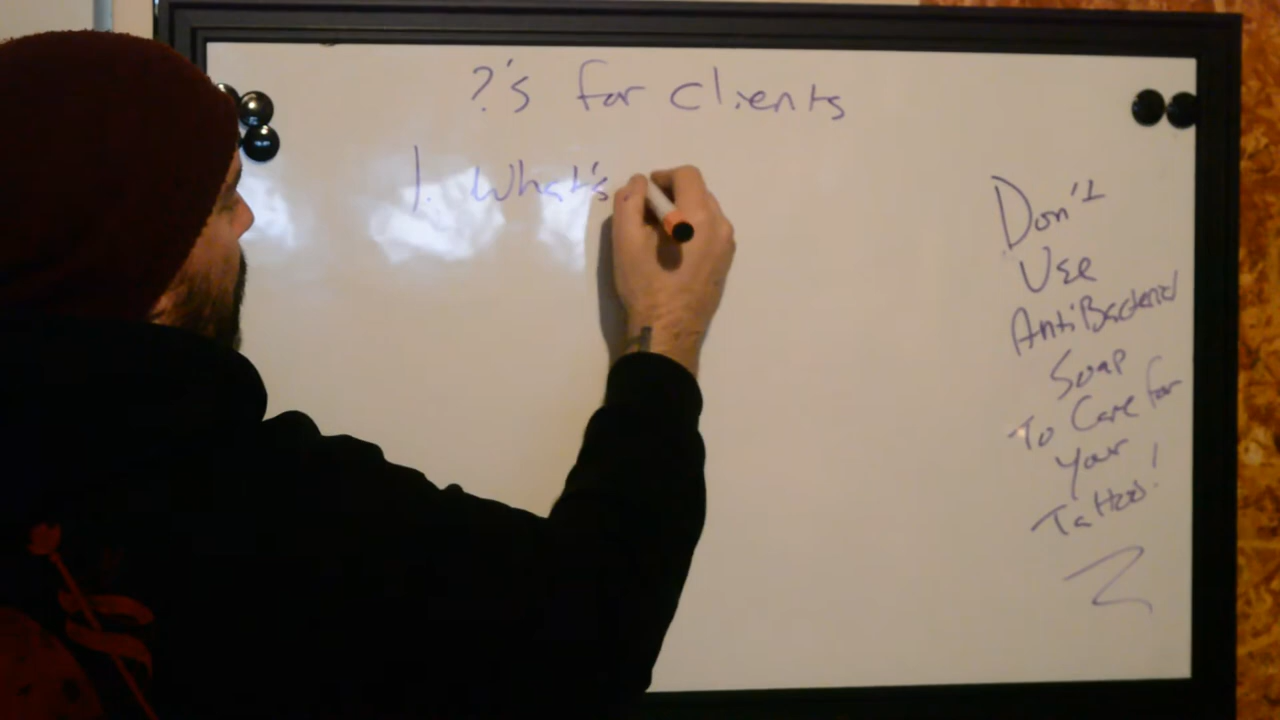 ?'s for clients
1. What's
Don't
Use
AntiBacterial
Soap
To Care for
your
Tattoo!